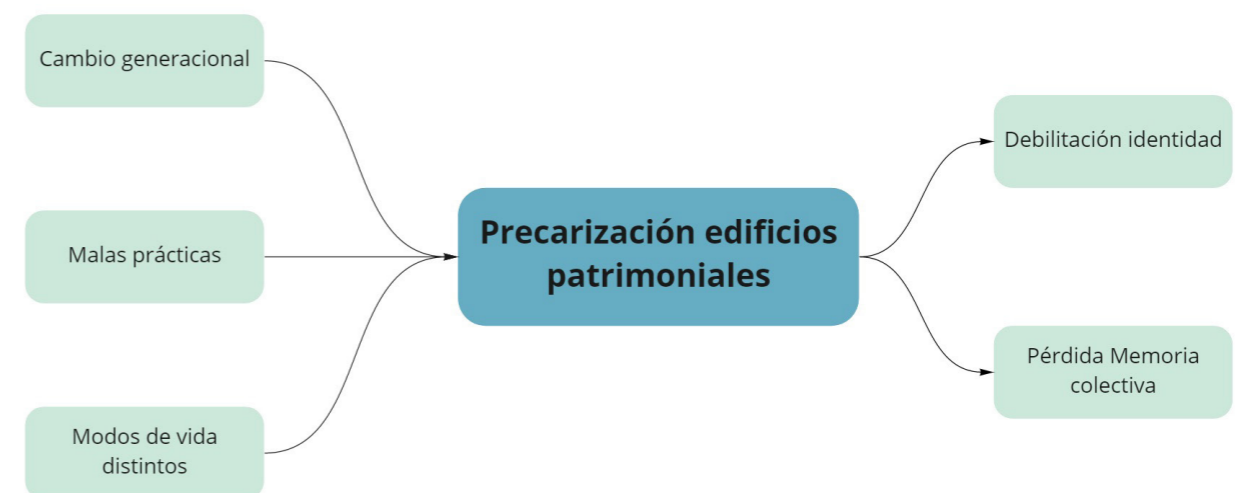 Cambio generacional
Malas prácticas
Modos de vida
distintos
Precarización edificios
patrimoniales
Debilitación identidad
Pérdida Memoria
colectiva